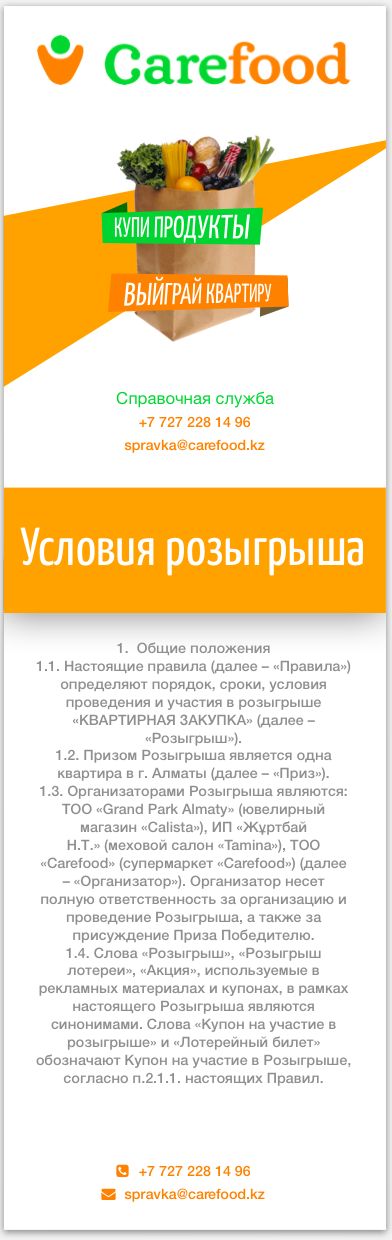 Carefood
КУПИ ПРОДУКТЫ
ВЫЙГРАЙ КВАРТИРУ
Справочная служба
+7 727 228 14 96
spravka@carefood.kz
Условия розыгрыша
1. Общие положения
1.1. Настоящие правила (далее – «Правила»)
определяют порядок, сроки, условия
проведения и участия в розыгрыше
«КВАРТИРНАЯ ЗАКУПКА» (далее –
«Розыгрыш»).
1.2. Призом Розыгрыша является одна
квартира в г. Алматы (далее – «Приз»).
1.3. Организаторами Розыгрыша являются:
ТОО «Grand Park Almaty» (ювелирный
магазин «Calista»), ИП «Жұртбай
Н.Т.» (меховой салон «Tamina»), ТОО
«Carefood» (супермаркет «Carefood») (далее
– «Организатор»). Организатор несет
полную ответственность за организацию и
проведение Розыгрыша, а также за
присуждение Приза Победителю.
1.4. Слова «Розыгрыш», «Розыгрыш
лотереи», «Акция», используемые в
рекламных материалах и купонах, в рамках
настоящего Розыгрыша являются
синонимами. Слова «Купон на участие в
розыгрыше» и «Лотерейный билет»
обозначают Купон на участие в Розыгрыше,
согласно п.2.1.1. настоящих Правил.
+7 727 228 14 96
spravka@carefood.kz